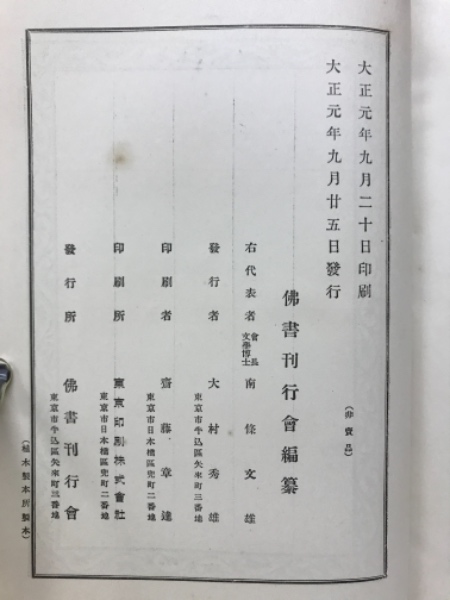 大正元年九月二十日印刷
大正元年九月廿五日發行
(非賣品)
佛書刊行會編纂
右代表者 會長 文學博士 南條文雄
發行者 大村秀雄
東京市牛込區矢來町三番地
印刷者 齋藤章達
東京市日本橋區兜町二番地
印刷所 東京印刷株式會社
東京市日本橋區兜町二番地
發行所 佛書刊行會
東京市牛込區矢來町三番地
(植木製本所製本)